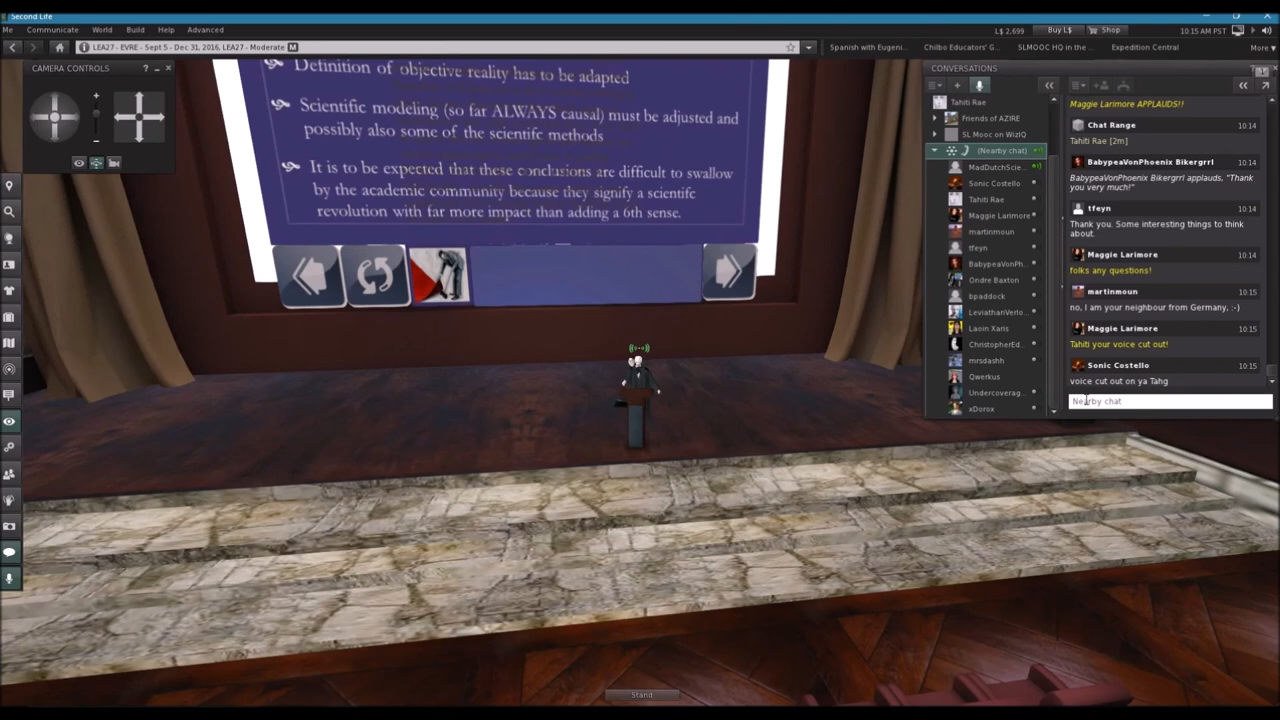 Second Life
Me Communicate World Build Help Advanced
L$ 2,699 Buy L$ Shop 10:15 AM PST
LEA27 - EVRE - Sept 5 - Dec 31, 2016, LEA27 - Moderate M
Spanish with Eugeni... Chilbo Educators' G... SLMOOC HQ in the ... Expedition Central More ▼
CAMERA CONTROLS ? _ ×
Definition of objective reality has to be adapted
Scientific modeling (so far ALWAYS causal) must be adjusted and
possibly also some of the scientifc methods
It is to be expected that these conclusions are difficult to swallow
by the academic community because they signify a scientifc
revolution with far more impact than adding a 6th sense.
CONVERSATIONS
Tahiti Rae
Friends of AZIRE
SL Mooc on WizIQ
(Nearby chat)
MadDutchScie...
Sonic Costello
Tahiti Rae
Maggie Larimore
martinmoun
tfeyn
BabypeaVonPh...
Ondre Baxton
bpaddock
LeviathanVerlo...
Laoin Xaris
ChristopherEd...
mrsdashh
Qwerkus
Undercoverag...
xDorox
Maggie Larimore APPLAUDS!!
Chat Range 10:14
Tahiti Rae [2m]
BabypeaVonPhoenix Bikergrrl 10:14
BabypeaVonPhoenix Bikergrrl applauds, "Thank
you very much!"
tfeyn 10:14
Thank you. Some interesting things to think
about.
Maggie Larimore 10:14
folks any questions!
martinmoun 10:15
no, I am your neighbour from Germany, :-)
Maggie Larimore 10:15
Tahiti your voice cut out!
Sonic Costello 10:15
voice cut out on ya Tahg
Nearby chat
Stand